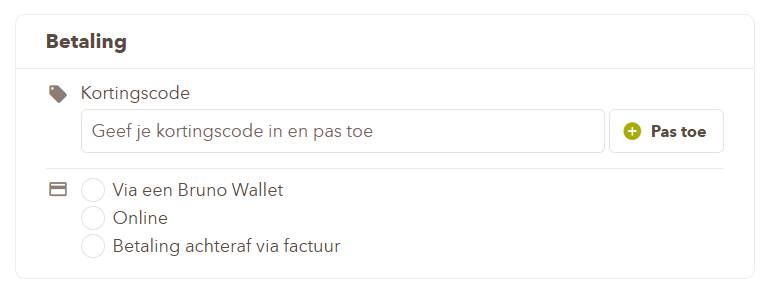 Betaling
Kortingscode
Geef je kortingscode in en pas toe
Pas toe
Via een Bruno Wallet
Online
Betaling achteraf via factuur